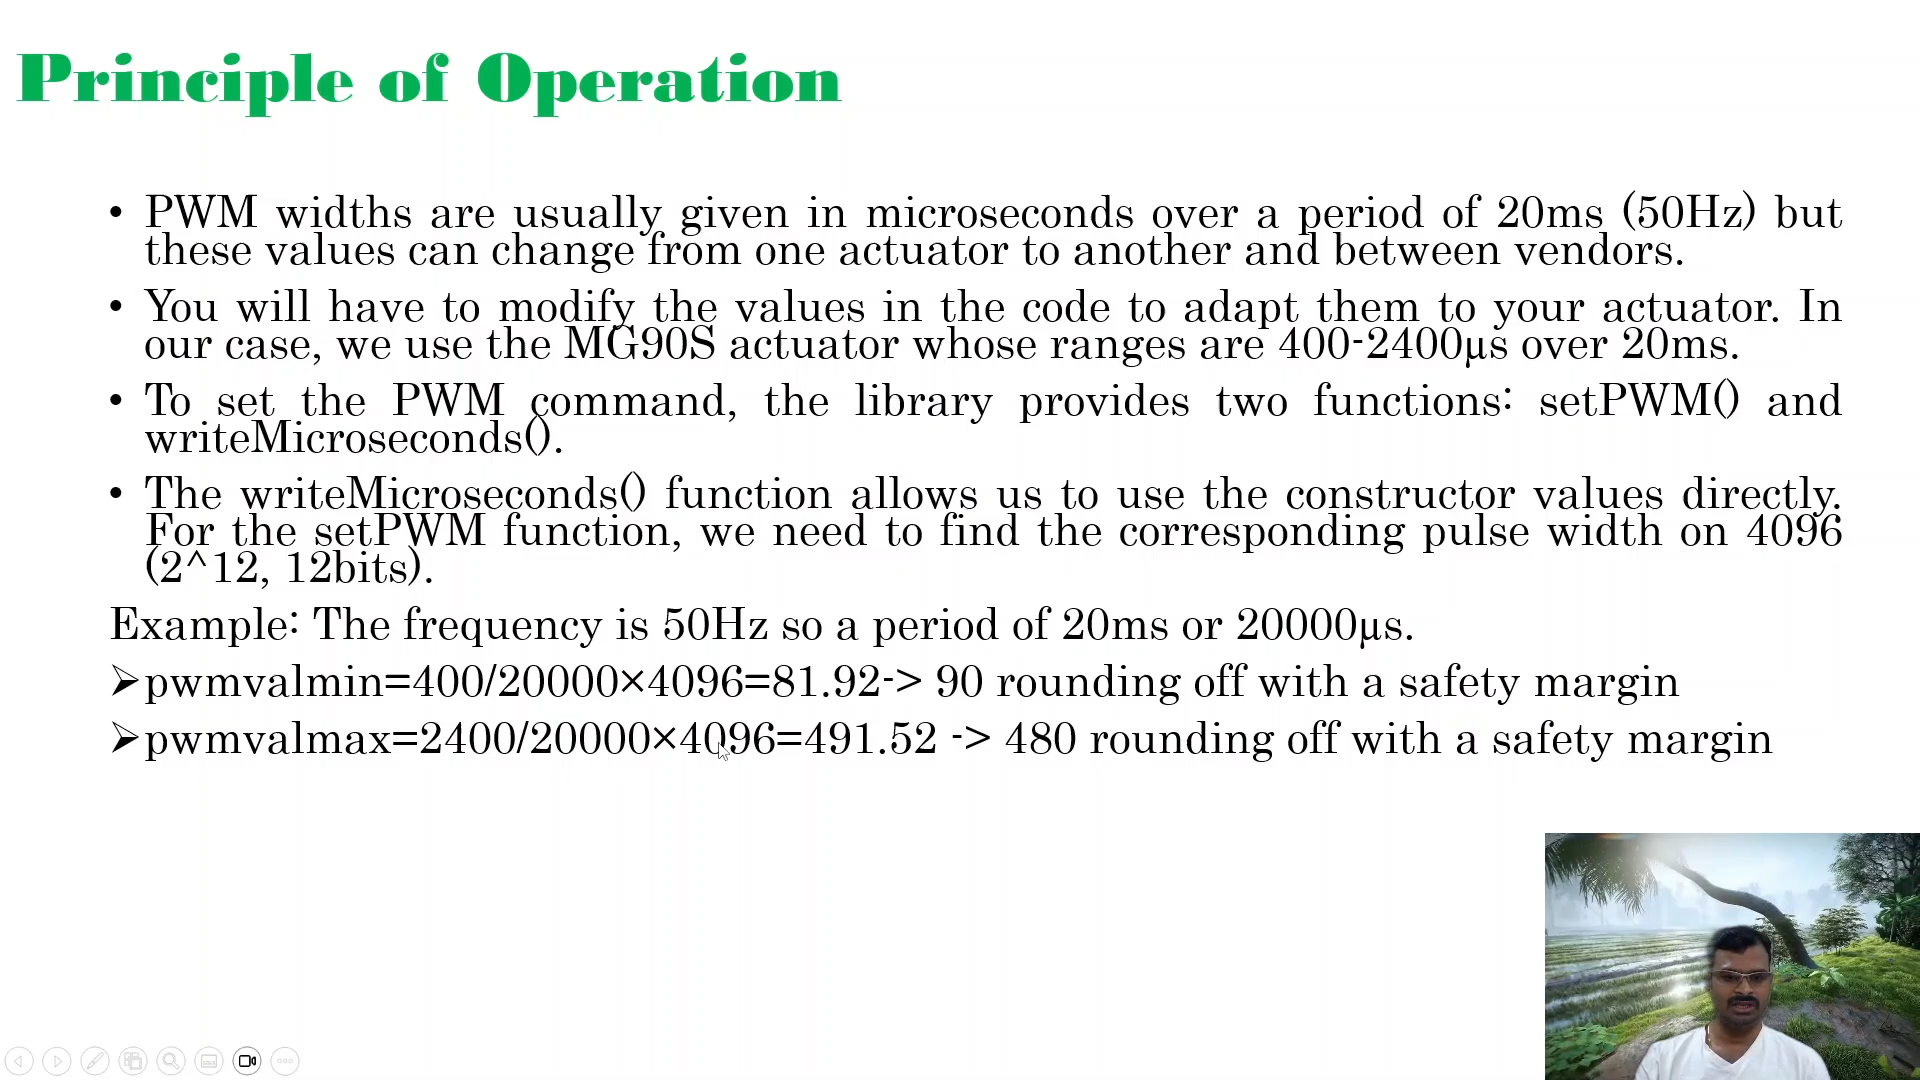 Principle of Operation
• PWM widths are usually given in microseconds over a period of 20ms (50Hz) but
these values can change from one actuator to another and between vendors.
• You will have to modify the values in the code to adapt them to your actuator. In
our case, we use the MG90S actuator whose ranges are 400-2400µs over 20ms.
• To set the PWM command, the library provides two functions: setPWM() and
writeMicroseconds().
• The writeMicroseconds() function allows us to use the constructor values directly.
For the setPWM function, we need to find the corresponding pulse width on 4096
(2^12, 12bits).
Example: The frequency is 50Hz so a period of 20ms or 20000µs.
➢pwmvalmin=400/20000×4096=81.92-> 90 rounding off with a safety margin
➢pwmvalmax=2400/20000×4096=491.52 -> 480 rounding off with a safety margin